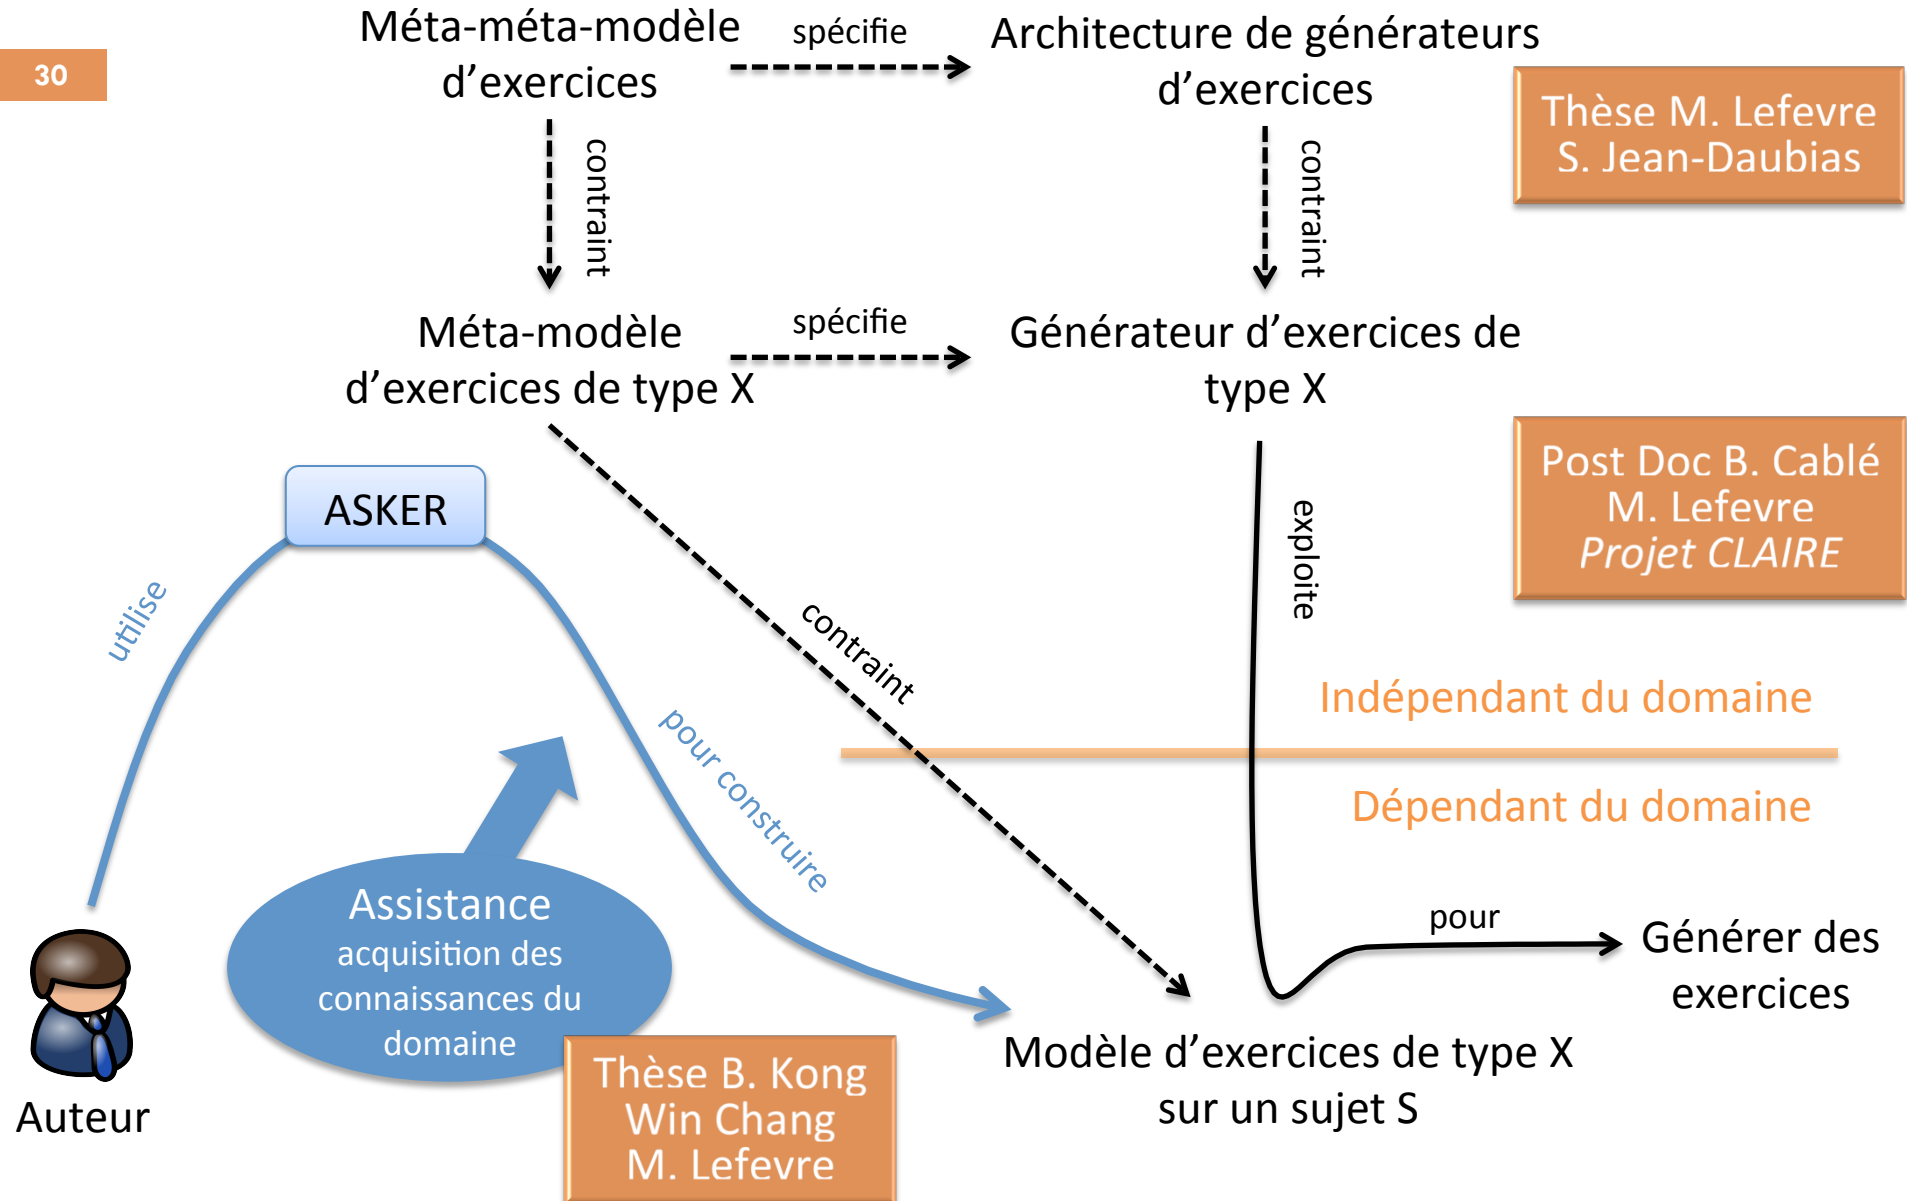 30
Méta-méta-modèle
d’exercices
spécifie
Architecture de générateurs
d’exercices
Thèse M. Lefevre
S. Jean-Daubias
contraint
contraint
Méta-modèle
d’exercices de type X
spécifie
Générateur d’exercices de
type X
Post Doc B. Cablé
M. Lefevre
Projet CLAIRE
ASKER
exploite
utilise
contraint
pour construire
Indépendant du domaine
Dépendant du domaine
Assistance
acquisition des
connaissances du
domaine
pour
Générer des
exercices
Auteur
Thèse B. Kong
Win Chang
M. Lefevre
Modèle d’exercices de type X
sur un sujet S